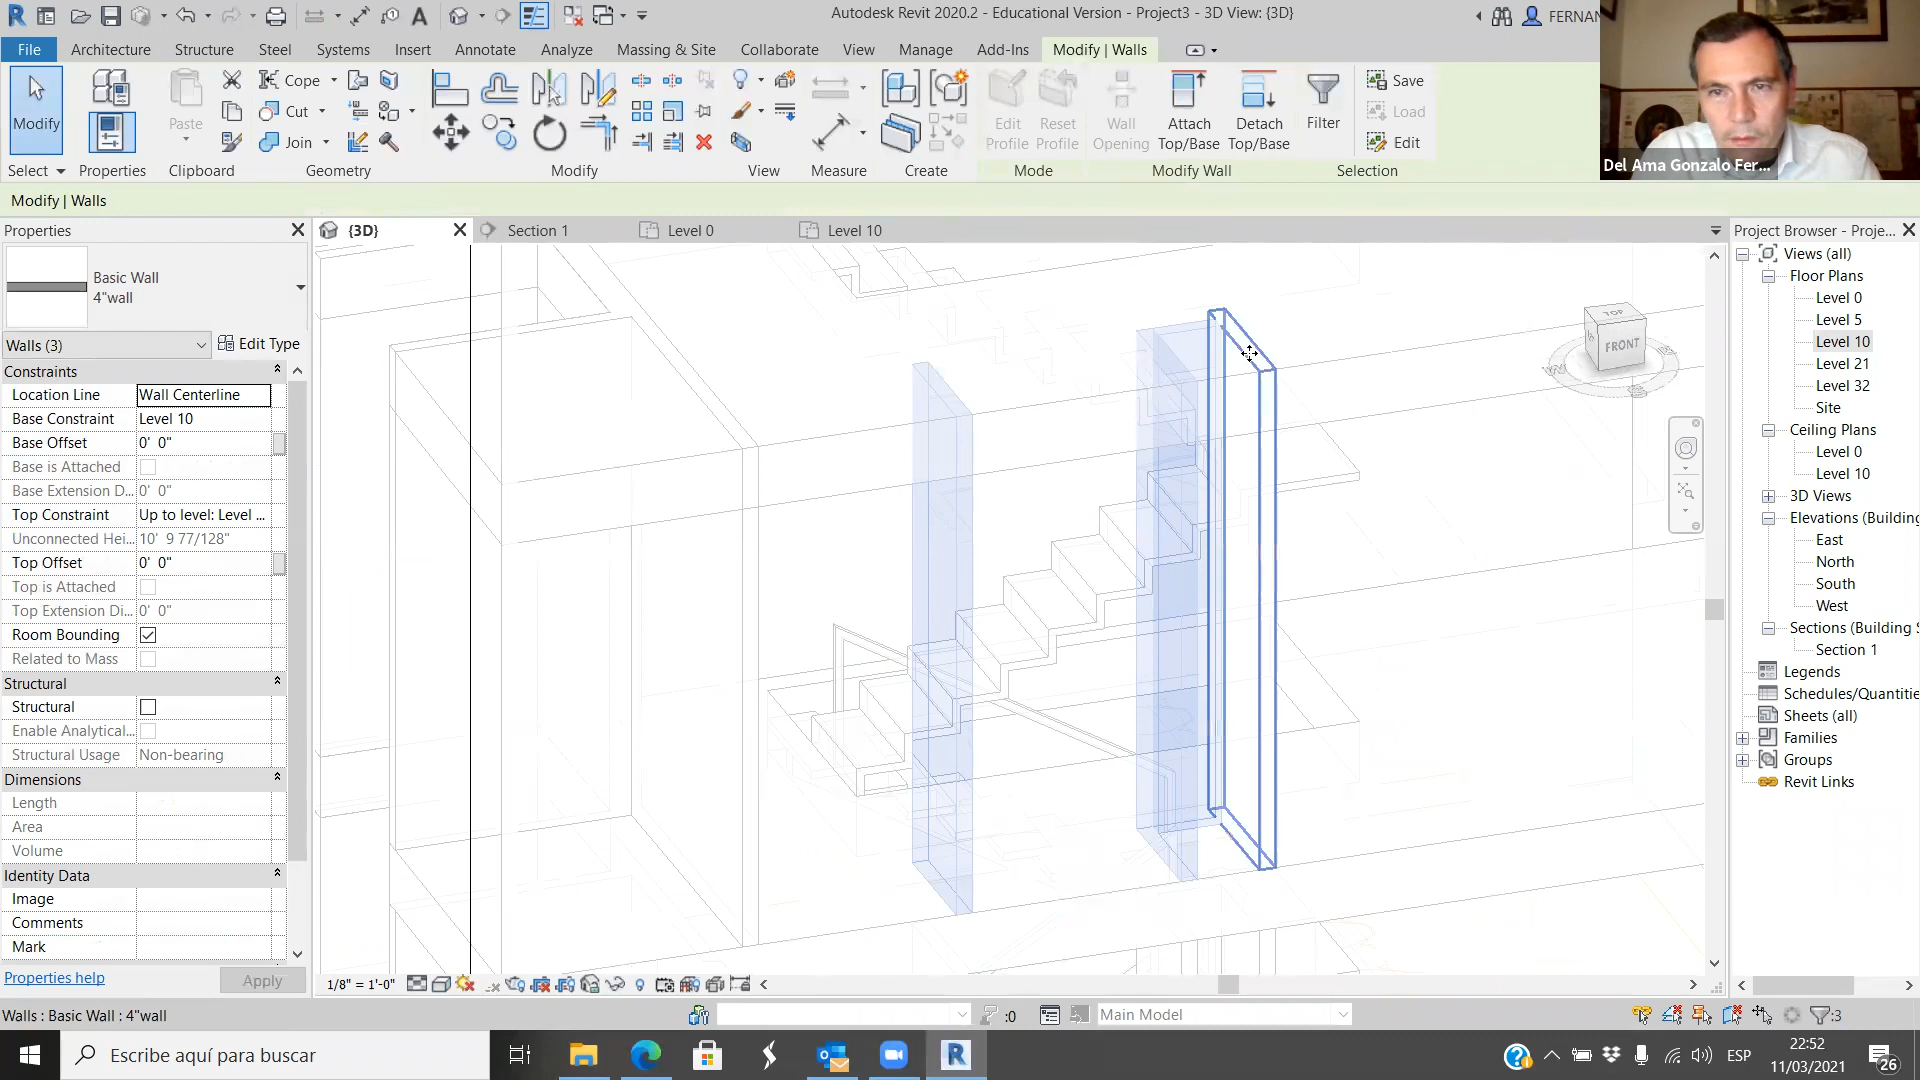 Autodesk Revit 2020.2 - Educational Version - Project3 - 3D View: {3D}
FERNAN
File Architecture Structure Steel Systems Insert Annotate Analyze Massing & Site Collaborate View Manage Add-Ins Modify | Walls
Modify
Paste
Cope
Cut
Join
Edit Profile
Reset Profile
Wall Opening
Attach Top/Base
Detach Top/Base
Filter
Save
Load
Edit
Select Properties Clipboard Geometry Modify View Measure Create Mode Modify Wall Selection
Del Ama Gonzalo Fer...
Modify | Walls
Properties
{3D}
Section 1
Level 0
Level 10
Project Browser - Proje...
Basic Wall
4"wall
Walls (3)
Edit Type
Constraints
Location Line Wall Centerline
Base Constraint Level 10
Base Offset 0' 0"
Base is Attached
Base Extension D... 0' 0"
Top Constraint Up to level: Level ...
Unconnected Hei... 10' 9 77/128"
Top Offset 0' 0"
Top is Attached
Top Extension Di... 0' 0"
Room Bounding
Related to Mass
Structural
Structural
Enable Analytical...
Structural Usage Non-bearing
Dimensions
Length
Area
Volume
Identity Data
Image
Comments
Mark
Properties help
Apply
TOP
FRONT
Views (all)
Floor Plans
Level 0
Level 5
Level 10
Level 21
Level 32
Site
Ceiling Plans
Level 0
Level 10
3D Views
Elevations (Building
East
North
South
West
Sections (Building S
Section 1
Legends
Schedules/Quantitie
Sheets (all)
Families
Groups
Revit Links
1/8" = 1'-0"
Walls : Basic Wall : 4"wall
:0
Main Model
:3
Escribe aquí para buscar
ESP
22:52
11/03/2021
26